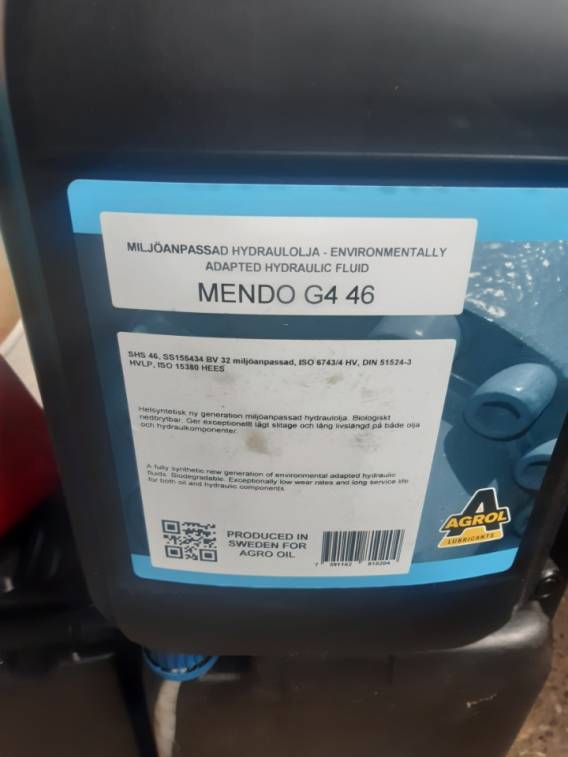 MILJÖANPASSAD HYDRAULOLJA - ENVIRONMENTALLY
ADAPTED HYDRAULIC FLUID
MENDO G4 46
SHS 46, SS155434 BV 32 miljöanpassad, ISO 6743/4 HV, DIN 51524-3
HVLP, ISO 15380 HEES
Helsyntetisk ny generation miljöanpassad hydraulolja. Biologiskt
nedbrytbar. Ger exceptionellt lågt slitage och lång livslängd på både olja
och hydraulkomponenter.
A fully synthetic new generation of environmental adapted hydraulic
fluids. Biodegradable. Exceptionally low wear rates and long service life
for both oil and hydraulic components.
PRODUCED IN
SWEDEN FOR
AGRO OIL
A
AGROL
LUBRICANTS